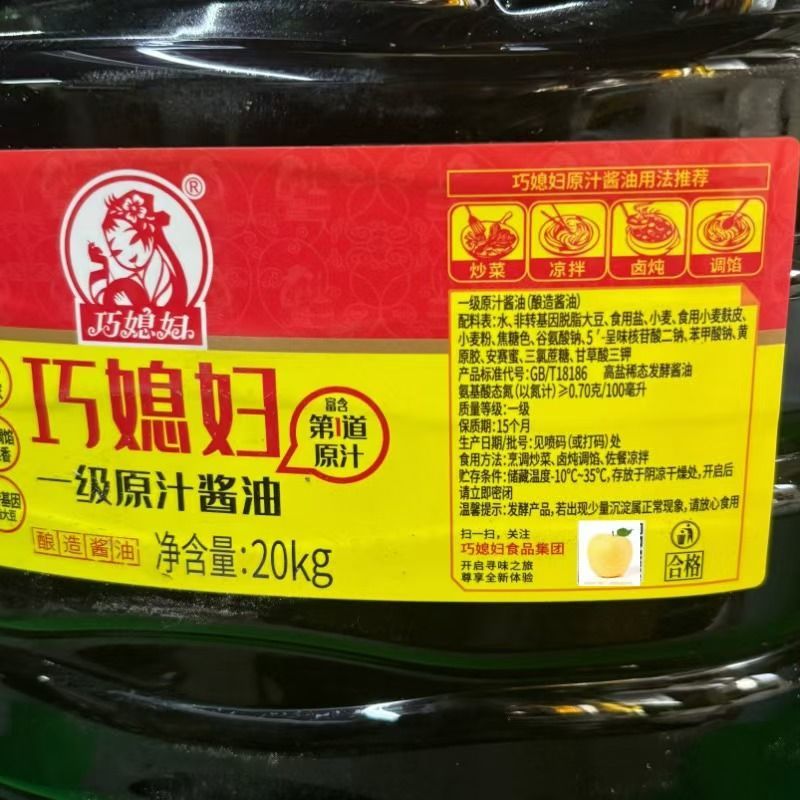 ®
巧媳妇
巧媳妇
富含
第1道
原汁
一级原汁酱油
酿造酱油
净含量:20kg
基因
大豆
巧媳妇原汁酱油用法推荐
炒菜 凉拌 卤炖 调馅
一级原汁酱油(酿造酱油)
配料表:水、非转基因脱脂大豆、食用盐、小麦、食用小麦麸皮、
小麦粉、焦糖色、谷氨酸钠、5′-呈味核苷酸二钠、苯甲酸钠、黄
原胶、安赛蜜、三氯蔗糖、甘草酸三钾
产品标准代号:GB/T18186 高盐稀态发酵酱油
氨基酸态氮(以氮计)≥0.70克/100毫升
质量等级:一级
保质期:15个月
生产日期/批号:见喷码(或打码)处
食用方法:烹调炒菜、卤炖调馅、佐餐凉拌
贮存条件:储藏温度-10℃~35℃,存放于阴凉干燥处,开启后
请立即密闭
温馨提示:发酵产品,若出现少量沉淀属正常现象,请放心食用
扫一扫,关注
巧媳妇食品集团
开启寻味之旅
尊享全新体验
合格